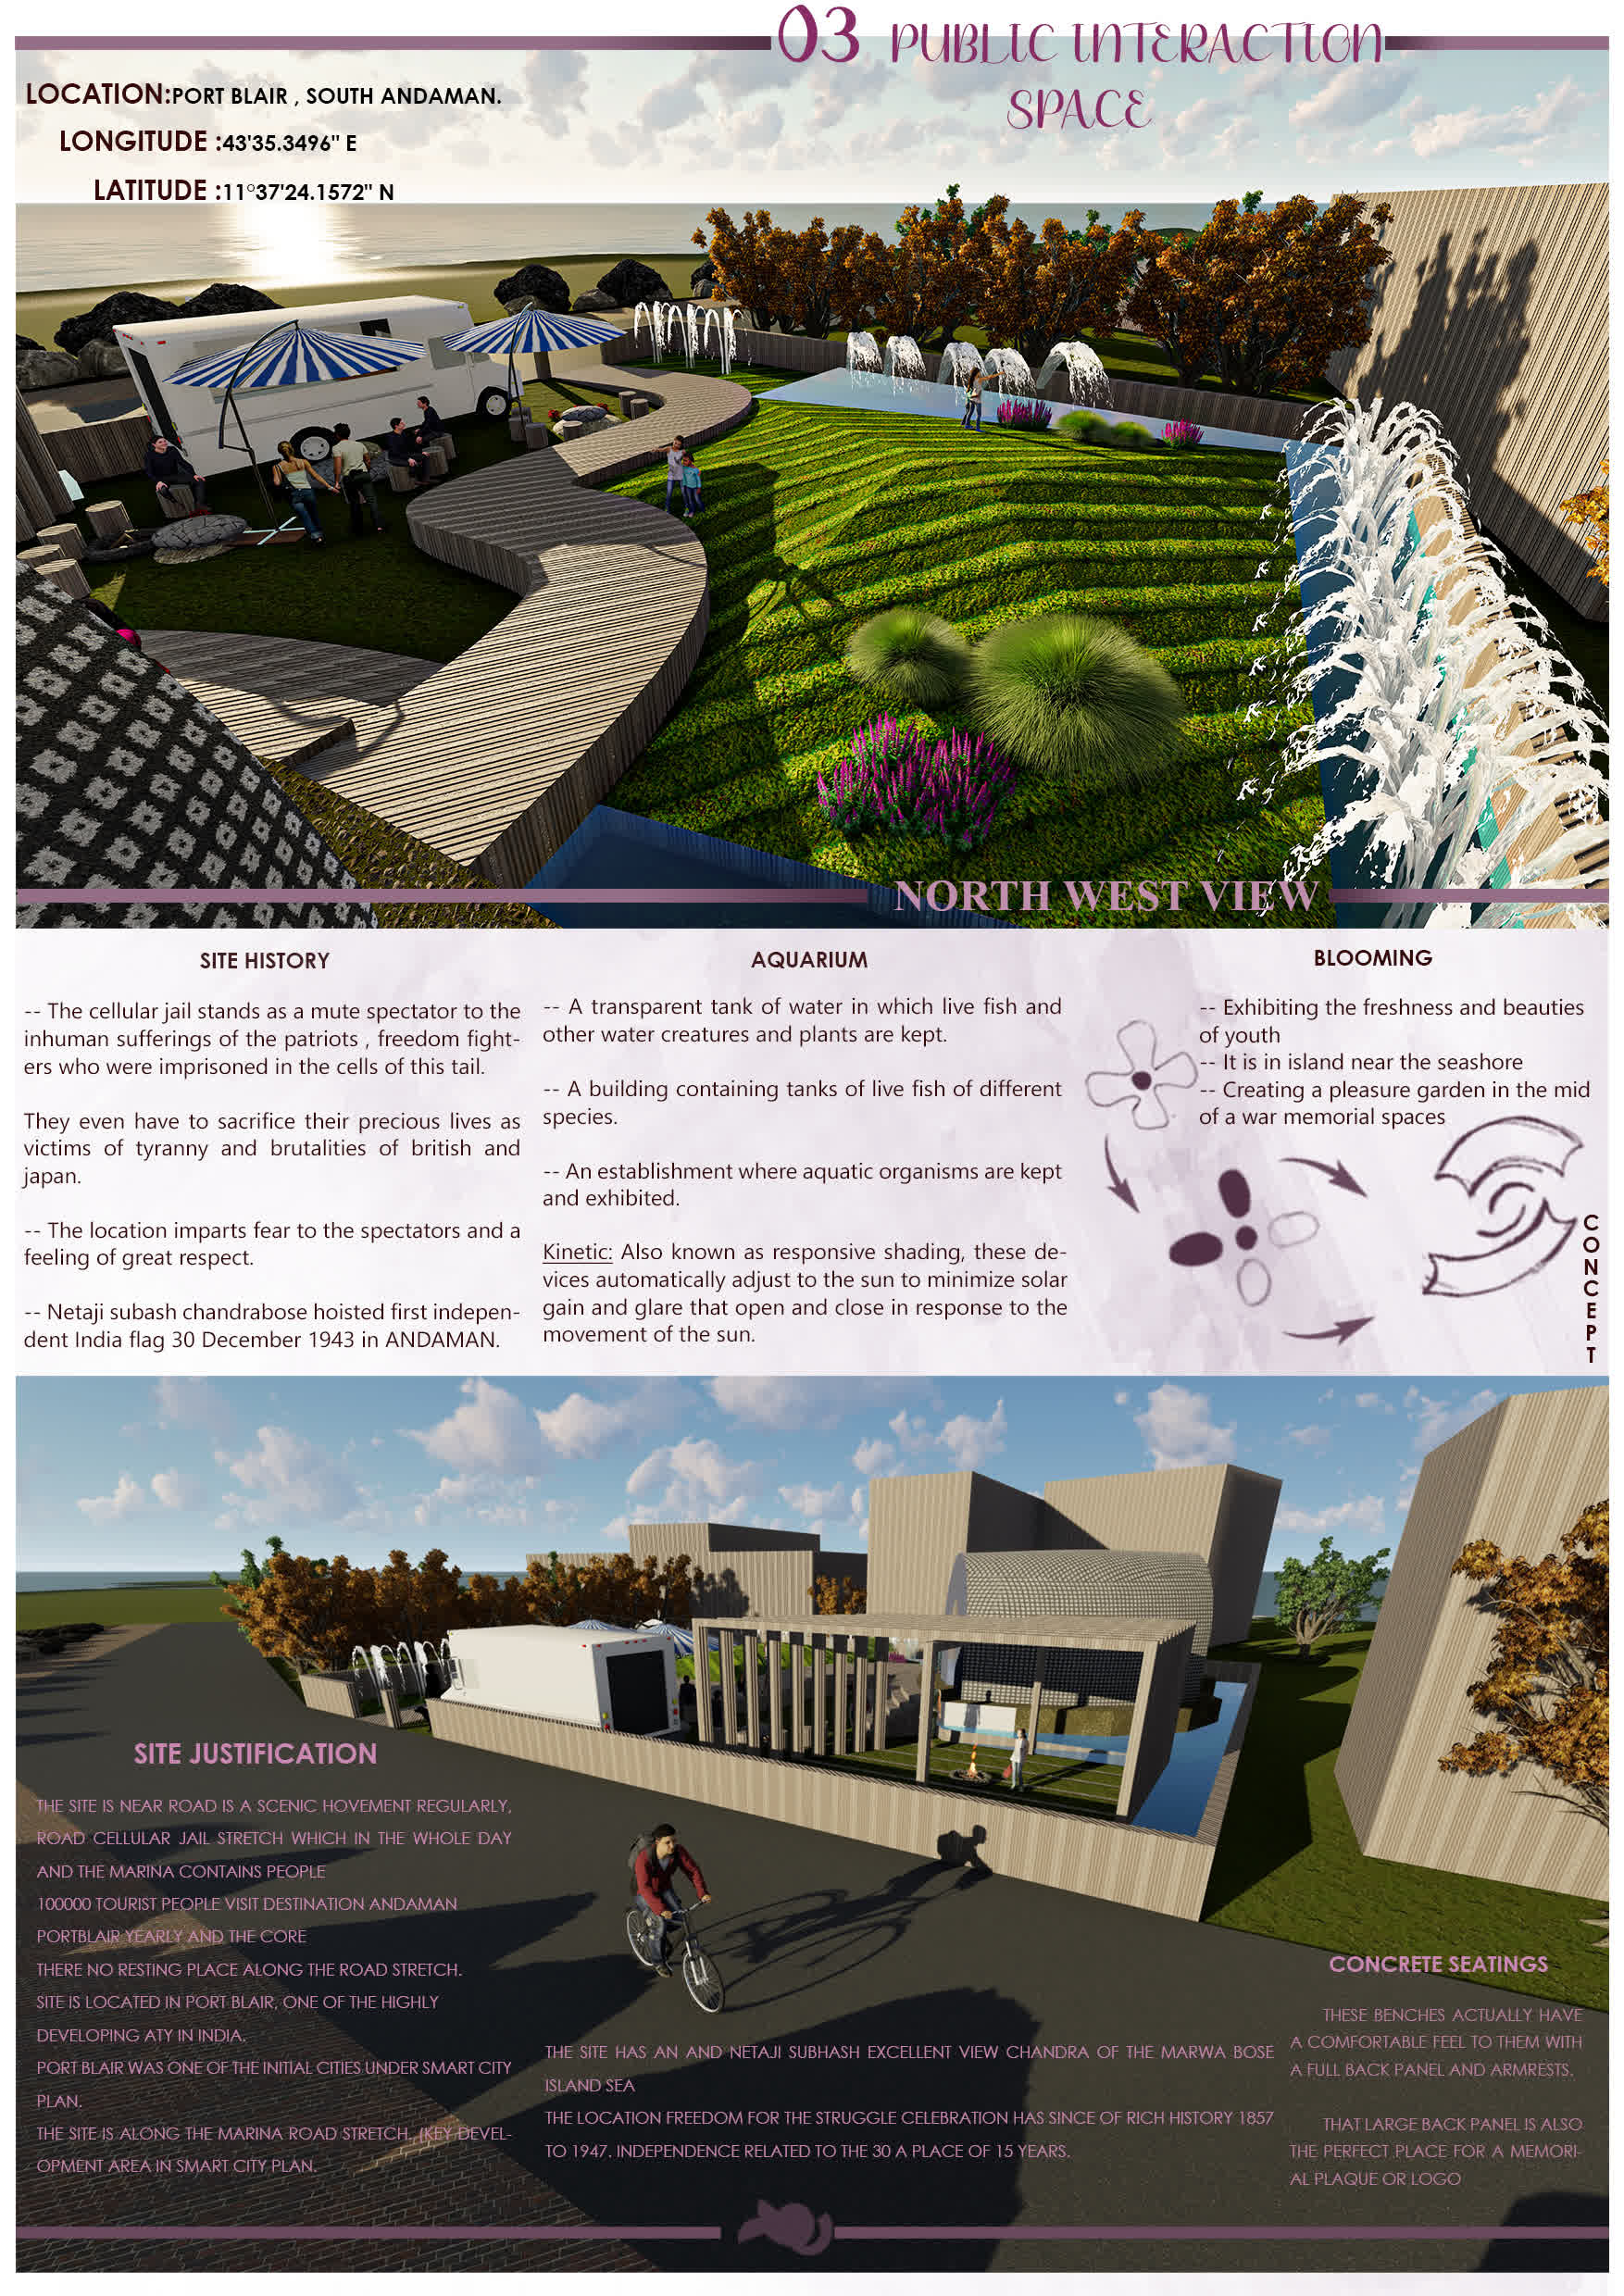 03 PUBLIC INTERACTION
SPACE
LOCATION:PORT BLAIR , SOUTH ANDAMAN.
LONGITUDE :43'35.3496" E
LATITUDE :11°37'24.1572" N
NORTH WEST VIEW
SITE HISTORY
-- The cellular jail stands as a mute spectator to the
inhuman sufferings of the patriots , freedom fight-
ers who were imprisoned in the cells of this tail.
They even have to sacrifice their precious lives as
victims of tyranny and brutalities of british and
japan.
-- The location imparts fear to the spectators and a
feeling of great respect.
-- Netaji subash chandrabose hoisted first indepen-
dent India flag 30 December 1943 in ANDAMAN.
AQUARIUM
-- A transparent tank of water in which live fish and
other water creatures and plants are kept.
-- A building containing tanks of live fish of different
species.
-- An establishment where aquatic organisms are kept
and exhibited.
Kinetic: Also known as responsive shading, these de-
vices automatically adjust to the sun to minimize solar
gain and glare that open and close in response to the
movement of the sun.
BLOOMING
-- Exhibiting the freshness and beauties
of youth
-- It is in island near the seashore
-- Creating a pleasure garden in the mid
of a war memorial spaces
CONCEPT
SITE JUSTIFICATION
THE SITE IS NEAR ROAD IS A SCENIC HOVEMENT REGULARLY,
ROAD CELLULAR JAIL STRETCH WHICH IN THE WHOLE DAY
AND THE MARINA CONTAINS PEOPLE
100000 TOURIST PEOPLE VISIT DESTINATION ANDAMAN
PORTBLAIR YEARLY AND THE CORE
THERE NO RESTING PLACE ALONG THE ROAD STRETCH.
SITE IS LOCATED IN PORT BLAIR, ONE OF THE HIGHLY
DEVELOPING ATY IN INDIA.
PORT BLAIR WAS ONE OF THE INITIAL CITIES UNDER SMART CITY
PLAN.
THE SITE IS ALONG THE MARINA ROAD STRETCH. (KEY DEVEL-
OPMENT AREA IN SMART CITY PLAN.
THE SITE HAS AN AND NETAJI SUBHASH EXCELLENT VIEW CHANDRA OF THE MARWA BOSE
ISLAND SEA
THE LOCATION FREEDOM FOR THE STRUGGLE CELEBRATION HAS SINCE OF RICH HISTORY 1857
TO 1947. INDEPENDENCE RELATED TO THE 30 A PLACE OF 15 YEARS.
CONCRETE SEATINGS
THESE BENCHES ACTUALLY HAVE
A COMFORTABLE FEEL TO THEM WITH
A FULL BACK PANEL AND ARMRESTS.
THAT LARGE BACK PANEL IS ALSO
THE PERFECT PLACE FOR A MEMORI-
AL PLAQUE OR LOGO